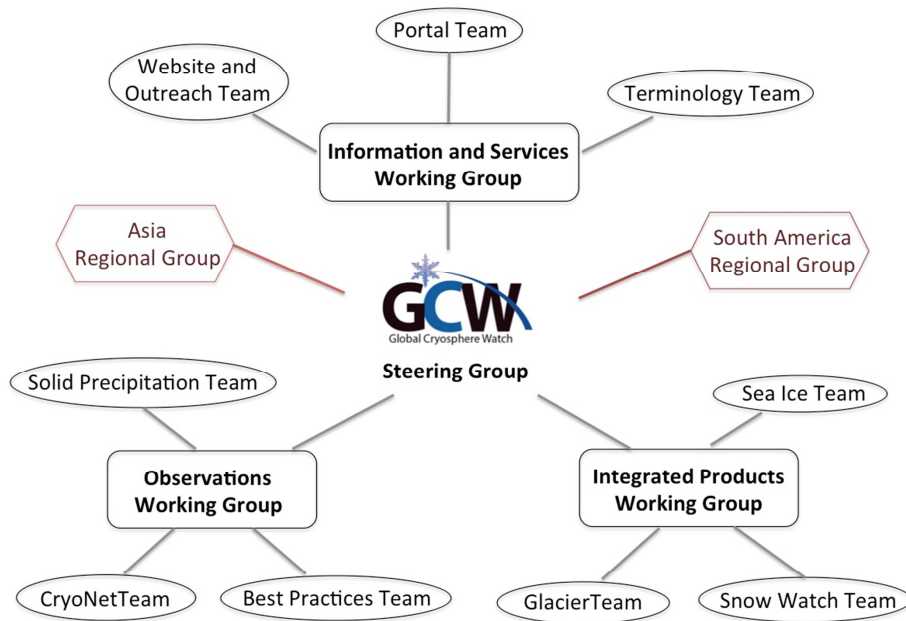 Portal Team
Website and
Outreach Team
Terminology Team
Information and Services
Working Group
Asia
Regional Group
South America
Regional Group
GCW
Global Cryosphere Watch
Steering Group
Solid Precipitation Team
Sea Ice Team
Observations
Working Group
Integrated Products
Working Group
CryoNetTeam
Best Practices Team
GlacierTeam
Snow Watch Team